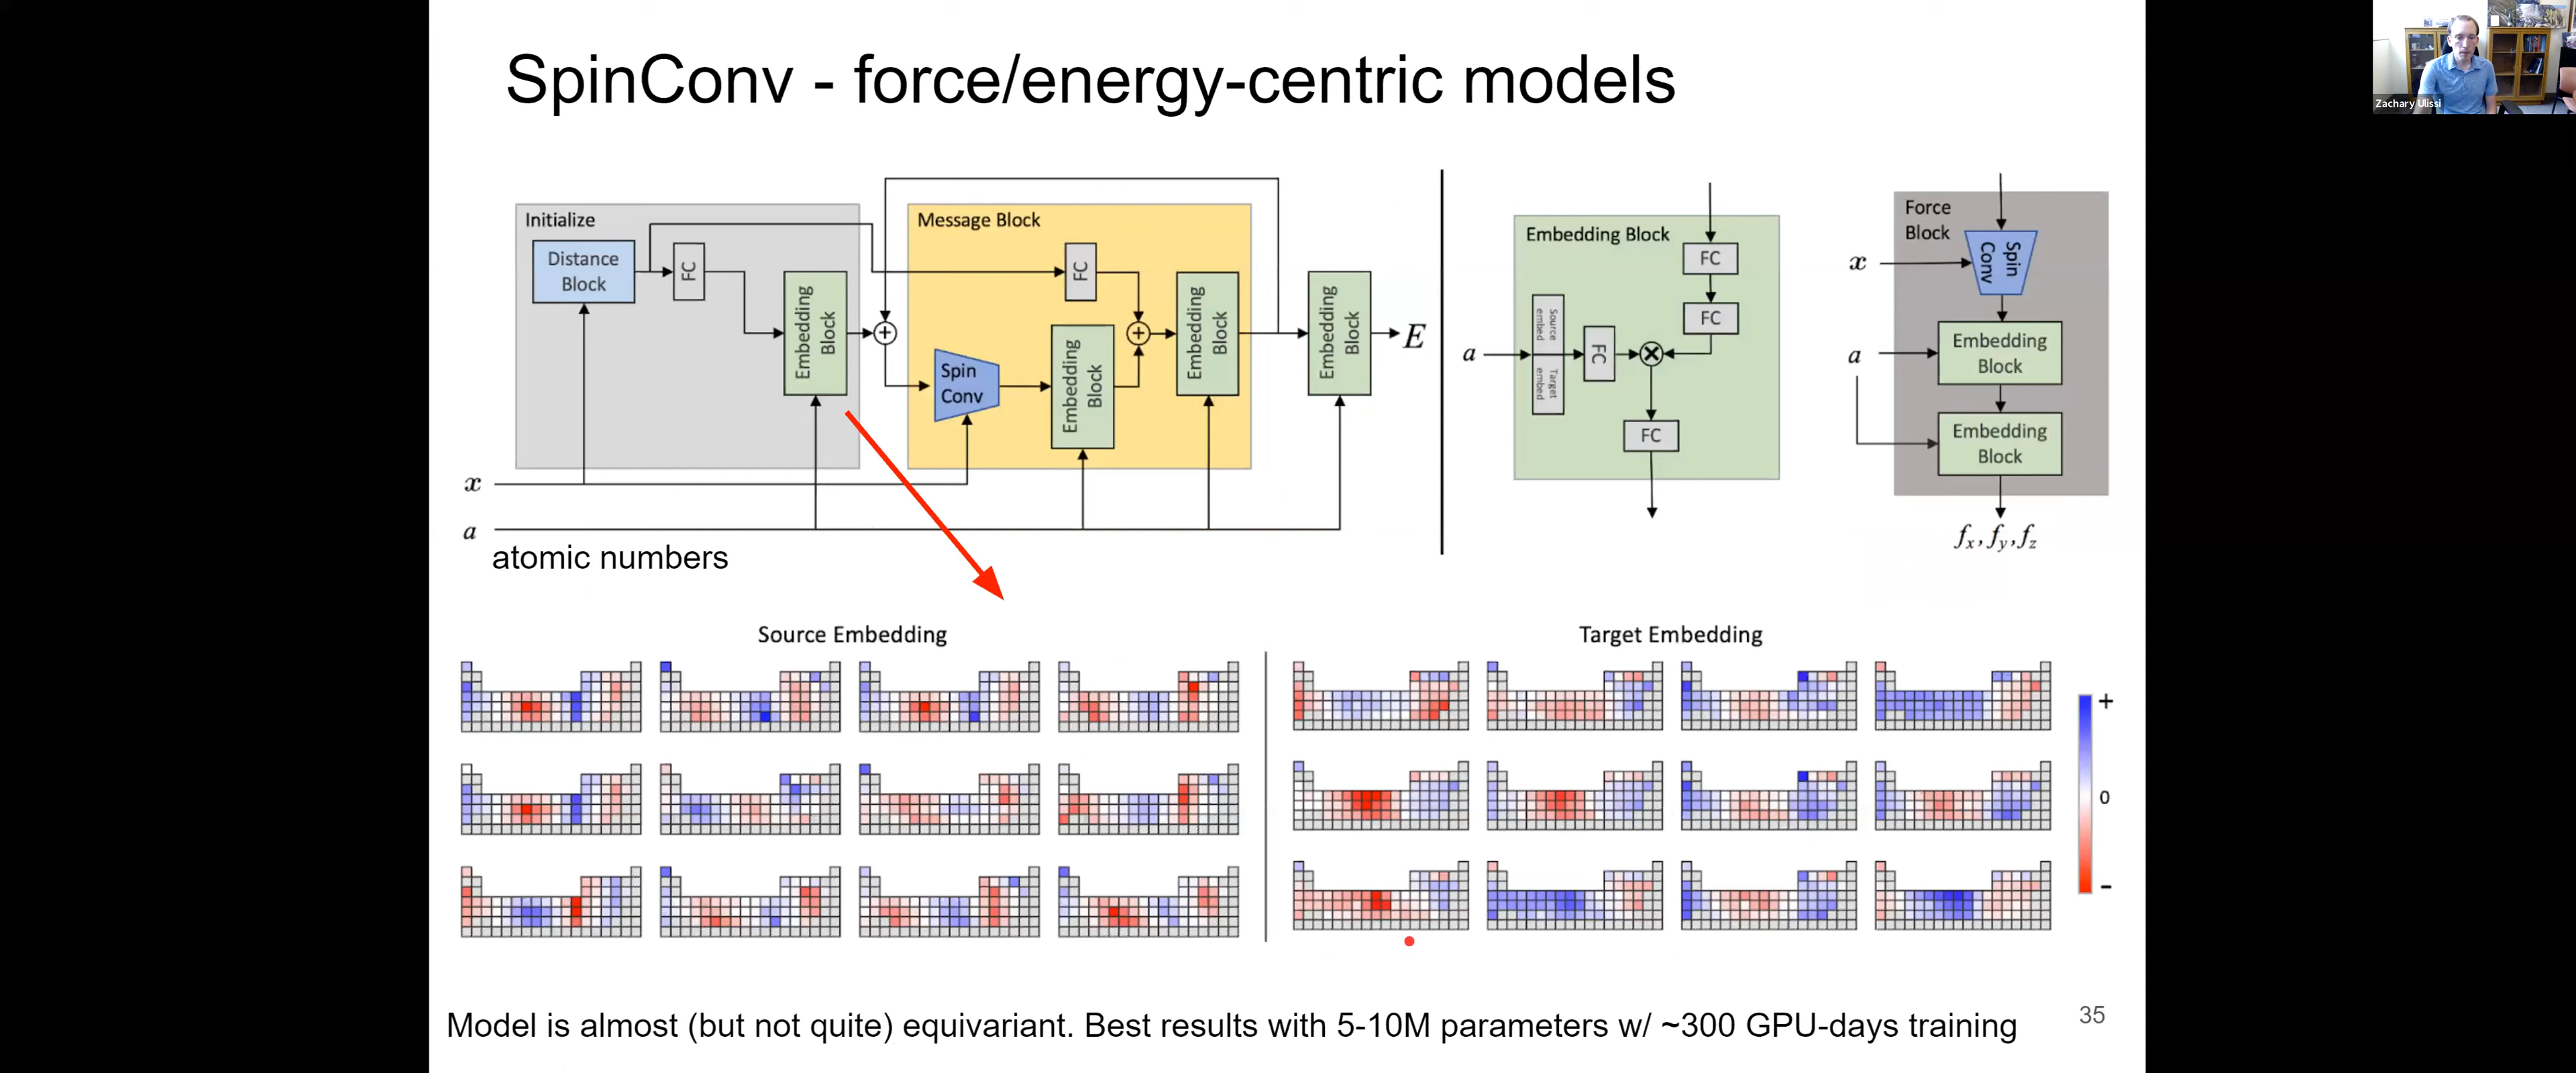 SpinConv - force/energy-centric models
Zachary Ulissi
Initialize
Distance
Block
FC
Embedding
Block
+
Message Block
FC
Spin
Conv
Embedding
Block
+
Embedding
Block
Embedding
Block
E
x
a
atomic numbers
Embedding Block
FC
FC
a
Source
embed
Target
embed
FC
FC
Force
Block
x
Spin
Conv
a
Embedding
Block
Embedding
Block
fx, fy, fz
Source Embedding
Target Embedding
+
0
-
Model is almost (but not quite) equivariant. Best results with 5-10M parameters w/ ~300 GPU-days training
35